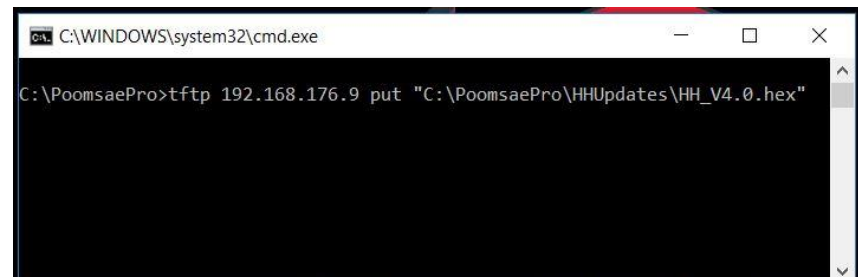 C:\WINDOWS\system32\cmd.exe
C:\PoomsaePro>tftp 192.168.176.9 put "C:\PoomsaePro\HHUpdates\HH_V4.0.hex"